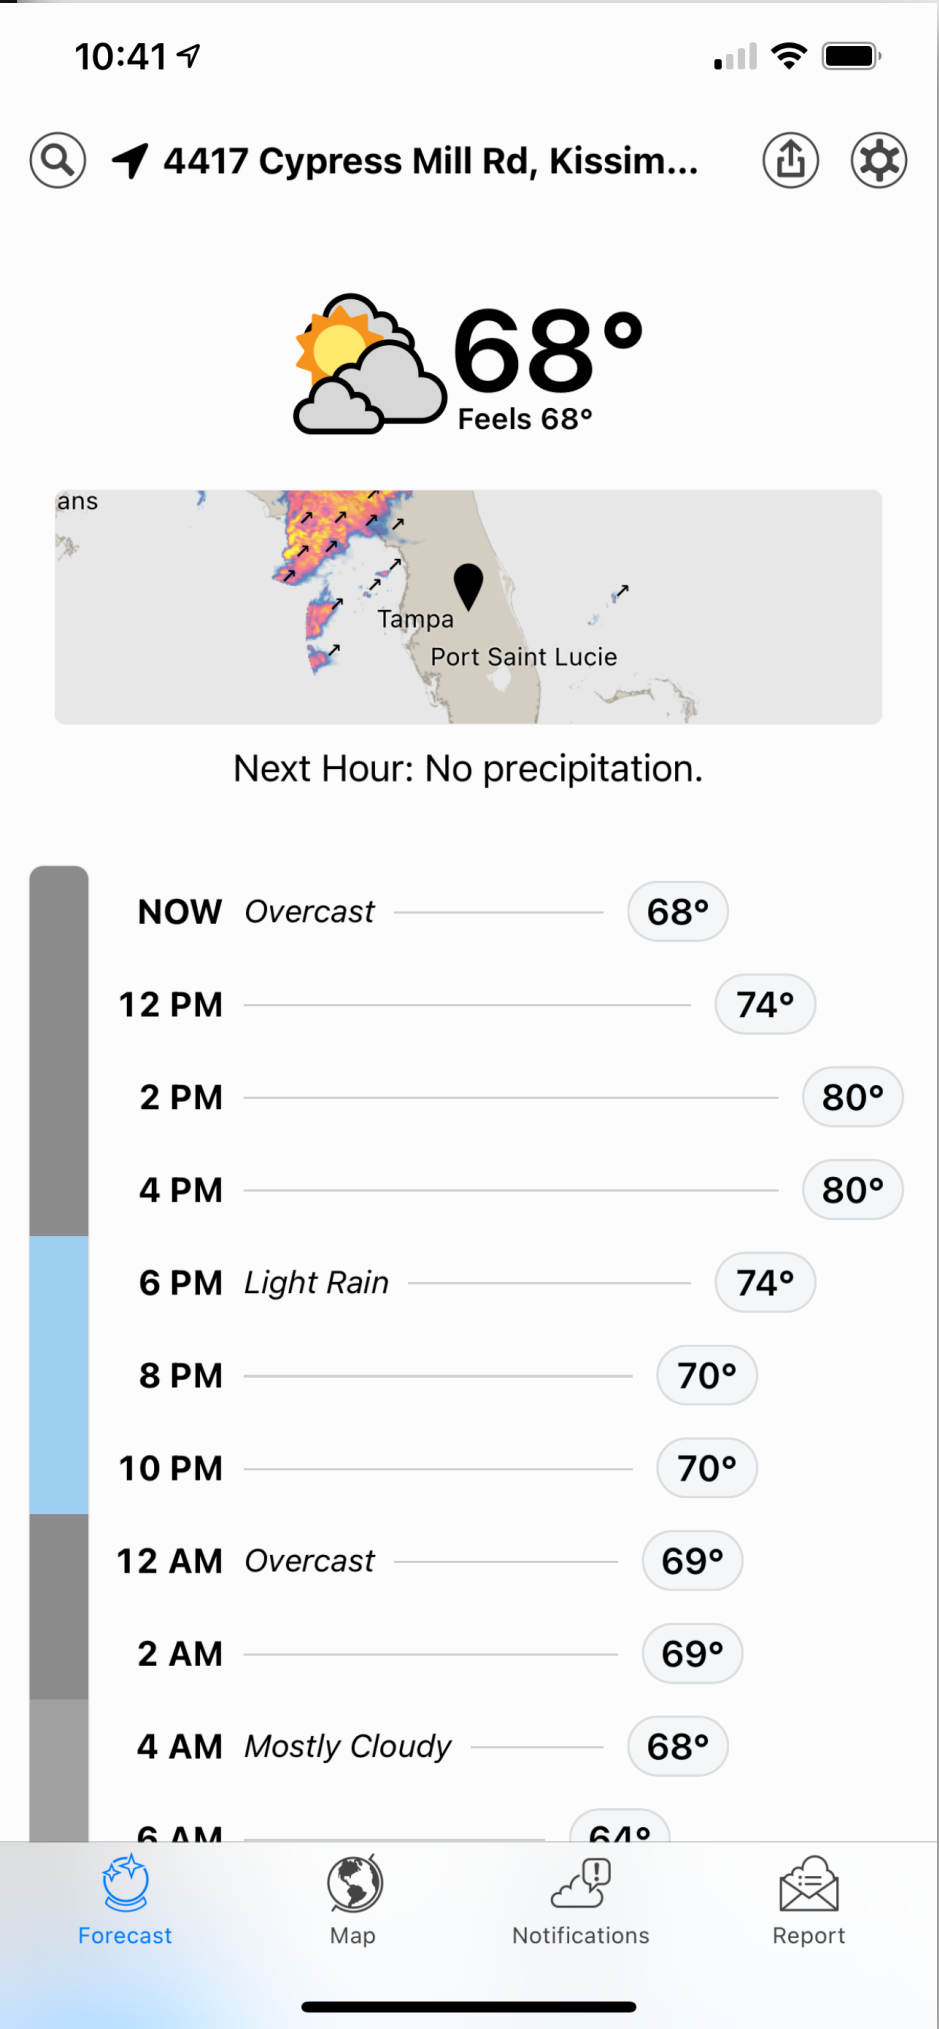 10:41
4417 Cypress Mill Rd, Kissim...
68°
Feels 68°
ans
Tampa
Port Saint Lucie
Next Hour: No precipitation.
NOW Overcast 68°
12 PM 74°
2 PM 80°
4 PM 80°
6 PM Light Rain 74°
8 PM 70°
10 PM 70°
12 AM Overcast 69°
2 AM 69°
4 AM Mostly Cloudy 68°
6 AM 64°
Forecast Map Notifications Report